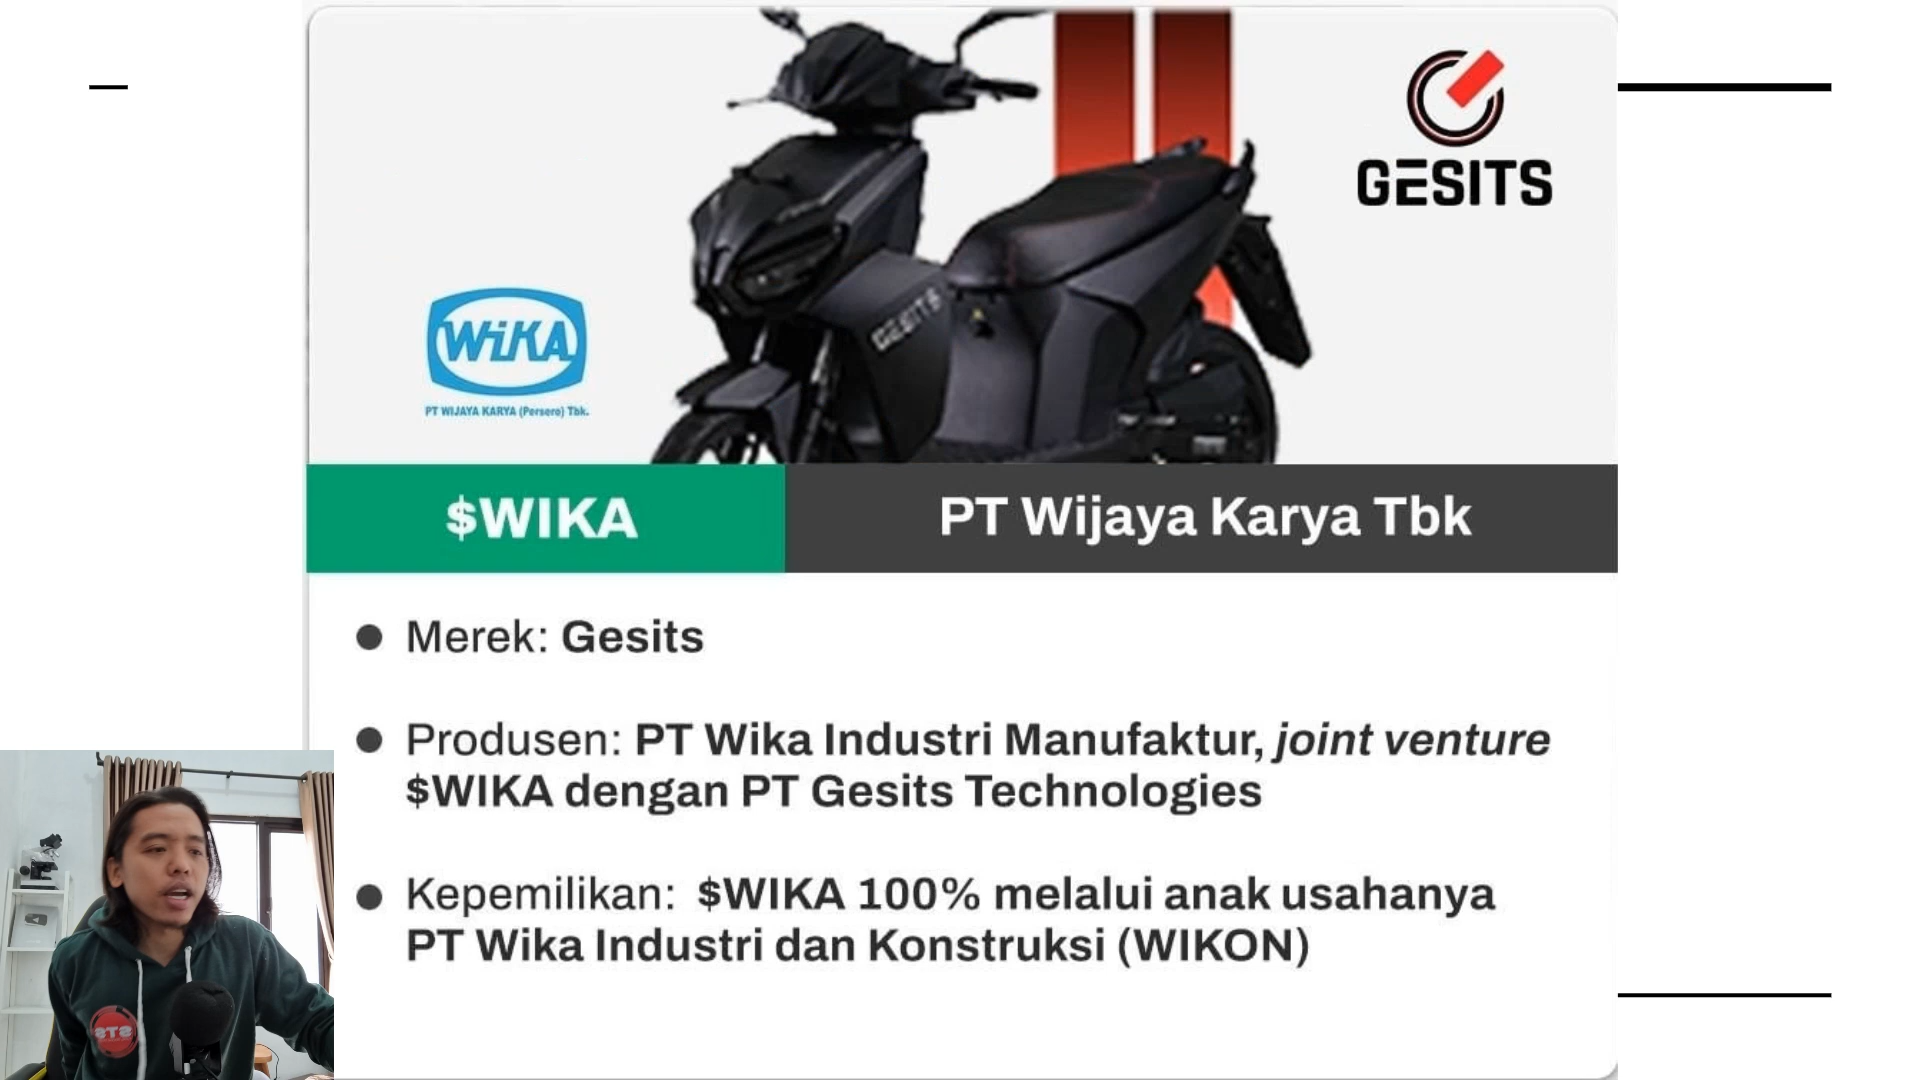 GESITS
GESITS
WiKA
PT WIJAYA KARYA (Persero) Tbk.
$WIKA
PT Wijaya Karya Tbk
Merek: Gesits
Produsen: PT Wika Industri Manufaktur, joint venture
$WIKA dengan PT Gesits Technologies
Kepemilikan: $WIKA 100% melalui anak usahanya
PT Wika Industri dan Konstruksi (WIKON)
STS